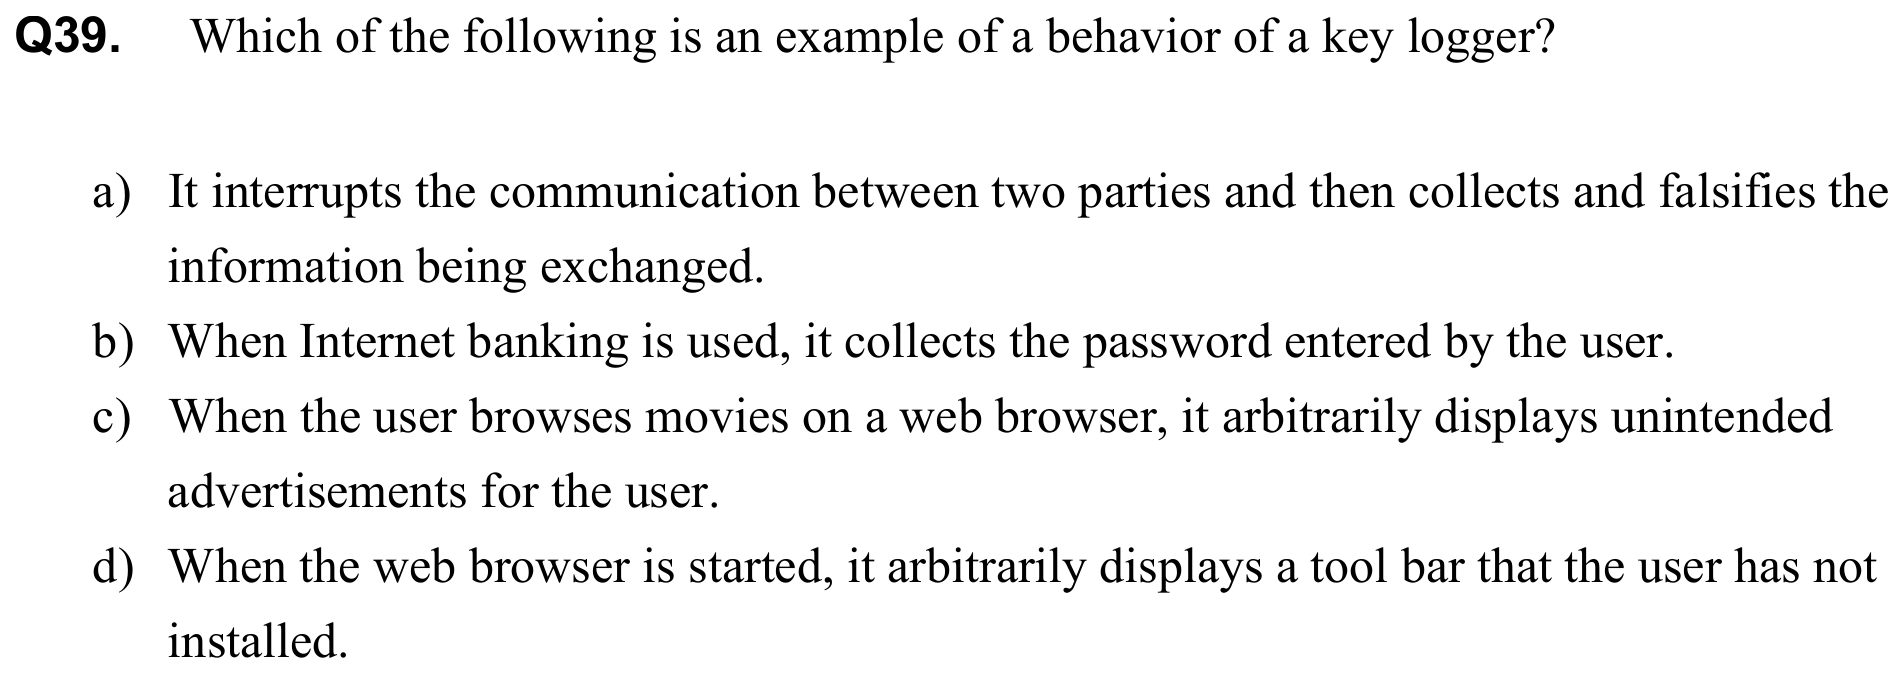 Q39. Which of the following is an example of a behavior of a key logger?
a) It interrupts the communication between two parties and then collects and falsifies the
information being exchanged.
b) When Internet banking is used, it collects the password entered by the user.
c) When the user browses movies on a web browser, it arbitrarily displays unintended
advertisements for the user.
d) When the web browser is started, it arbitrarily displays a tool bar that the user has not
installed.